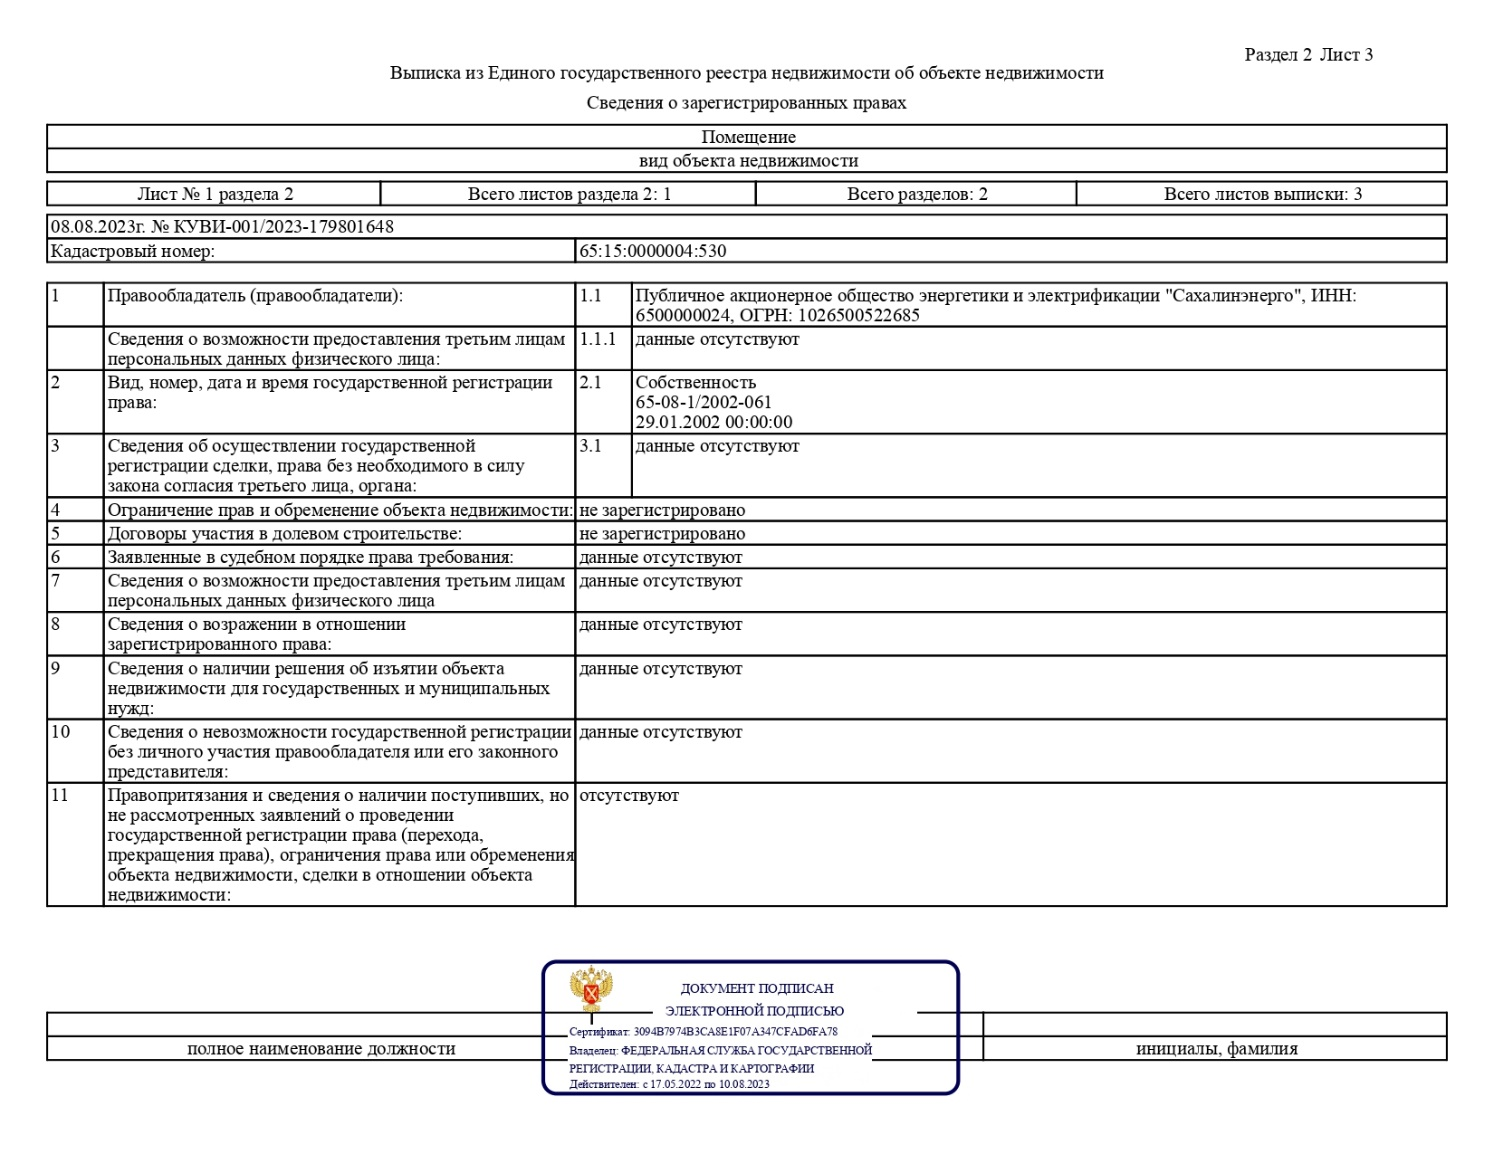 Раздел 2 Лист 3
Выписка из Единого государственного реестра недвижимости об объекте недвижимости
Сведения о зарегистрированных правах
Помещение
вид объекта недвижимости
Лист № 1 раздела 2 Всего листов раздела 2: 1 Всего разделов: 2 Всего листов выписки: 3
08.08.2023г. № КУВИ-001/2023-179801648
Кадастровый номер: 65:15:0000004:530
1 Правообладатель (правообладатели): 1.1 Публичное акционерное общество энергетики и электрификации "Сахалинэнерго", ИНН:
6500000024, ОГРН: 1026500522685
Сведения о возможности предоставления третьим лицам 1.1.1 данные отсутствуют
персональных данных физического лица:
2 Вид, номер, дата и время государственной регистрации 2.1 Собственность
права: 65-08-1/2002-061
29.01.2002 00:00:00
3 Сведения об осуществлении государственной 3.1 данные отсутствуют
регистрации сделки, права без необходимого в силу
закона согласия третьего лица, органа:
4 Ограничение прав и обременение объекта недвижимости: не зарегистрировано
5 Договоры участия в долевом строительстве: не зарегистрировано
6 Заявленные в судебном порядке права требования: данные отсутствуют
7 Сведения о возможности предоставления третьим лицам данные отсутствуют
персональных данных физического лица
8 Сведения о возражении в отношении данные отсутствуют
зарегистрированного права:
9 Сведения о наличии решения об изъятии объекта данные отсутствуют
недвижимости для государственных и муниципальных
нужд:
10 Сведения о невозможности государственной регистрации данные отсутствуют
без личного участия правообладателя или его законного
представителя:
11 Правопритязания и сведения о наличии поступивших, но отсутствуют
не рассмотренных заявлений о проведении
государственной регистрации права (перехода,
прекращения права), ограничения права или обременения
объекта недвижимости, сделки в отношении объекта
недвижимости:
ДОКУМЕНТ ПОДПИСАН
ЭЛЕКТРОННОЙ ПОДПИСЬЮ
Сертификат: 3094B7974B3CA8E1F07A347CFAD6FA78
Владелец: ФЕДЕРАЛЬНАЯ СЛУЖБА ГОСУДАРСТВЕННОЙ
РЕГИСТРАЦИИ, КАДАСТРА И КАРТОГРАФИИ
Действителен: с 17.05.2022 по 10.08.2023
полное наименование должности инициалы, фамилия